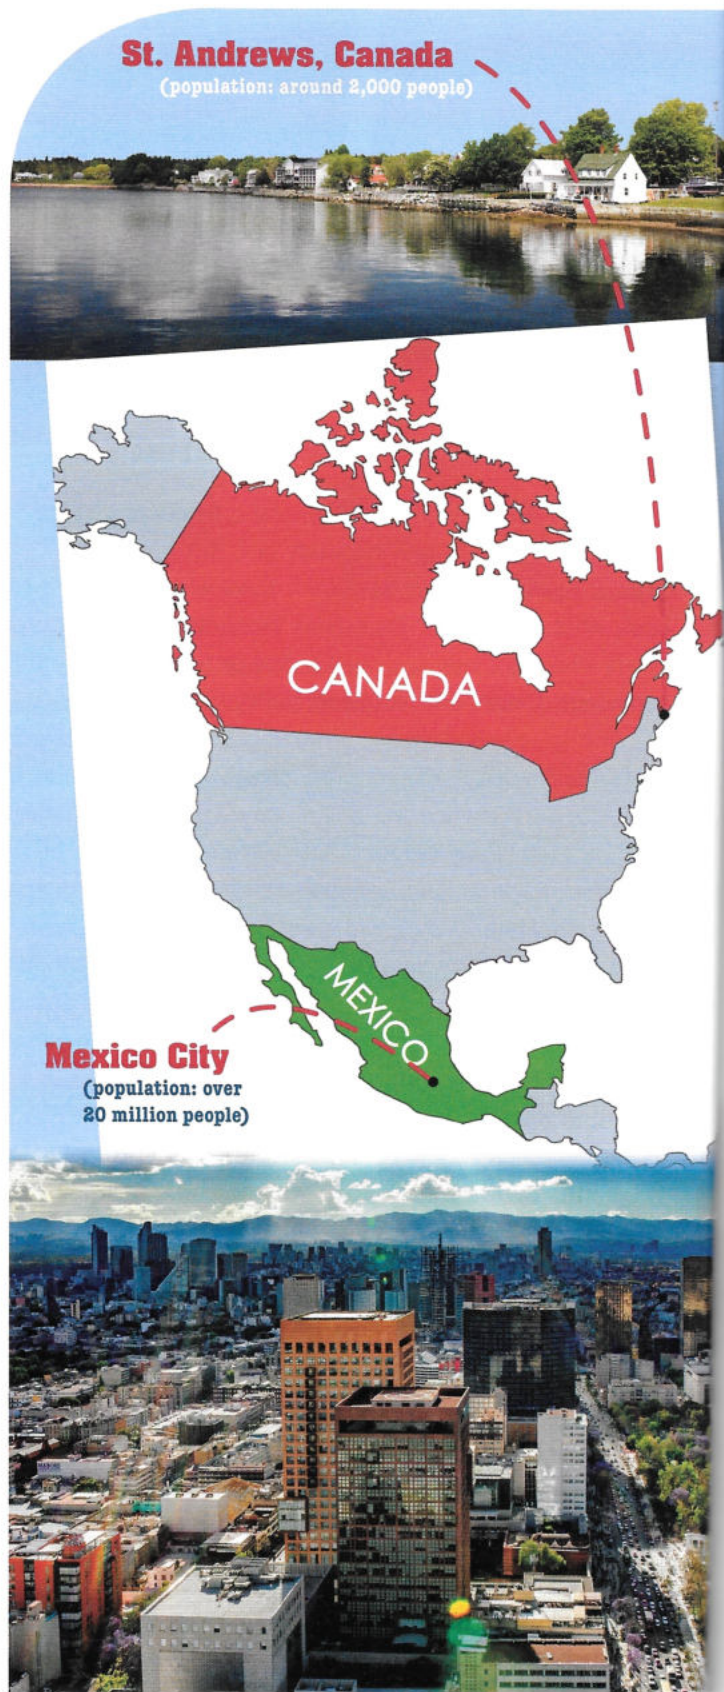 St. Andrews, Canada
(population: around 2,000 people)
CANADA
MEXICO
Mexico City
(population: over
20 million people)